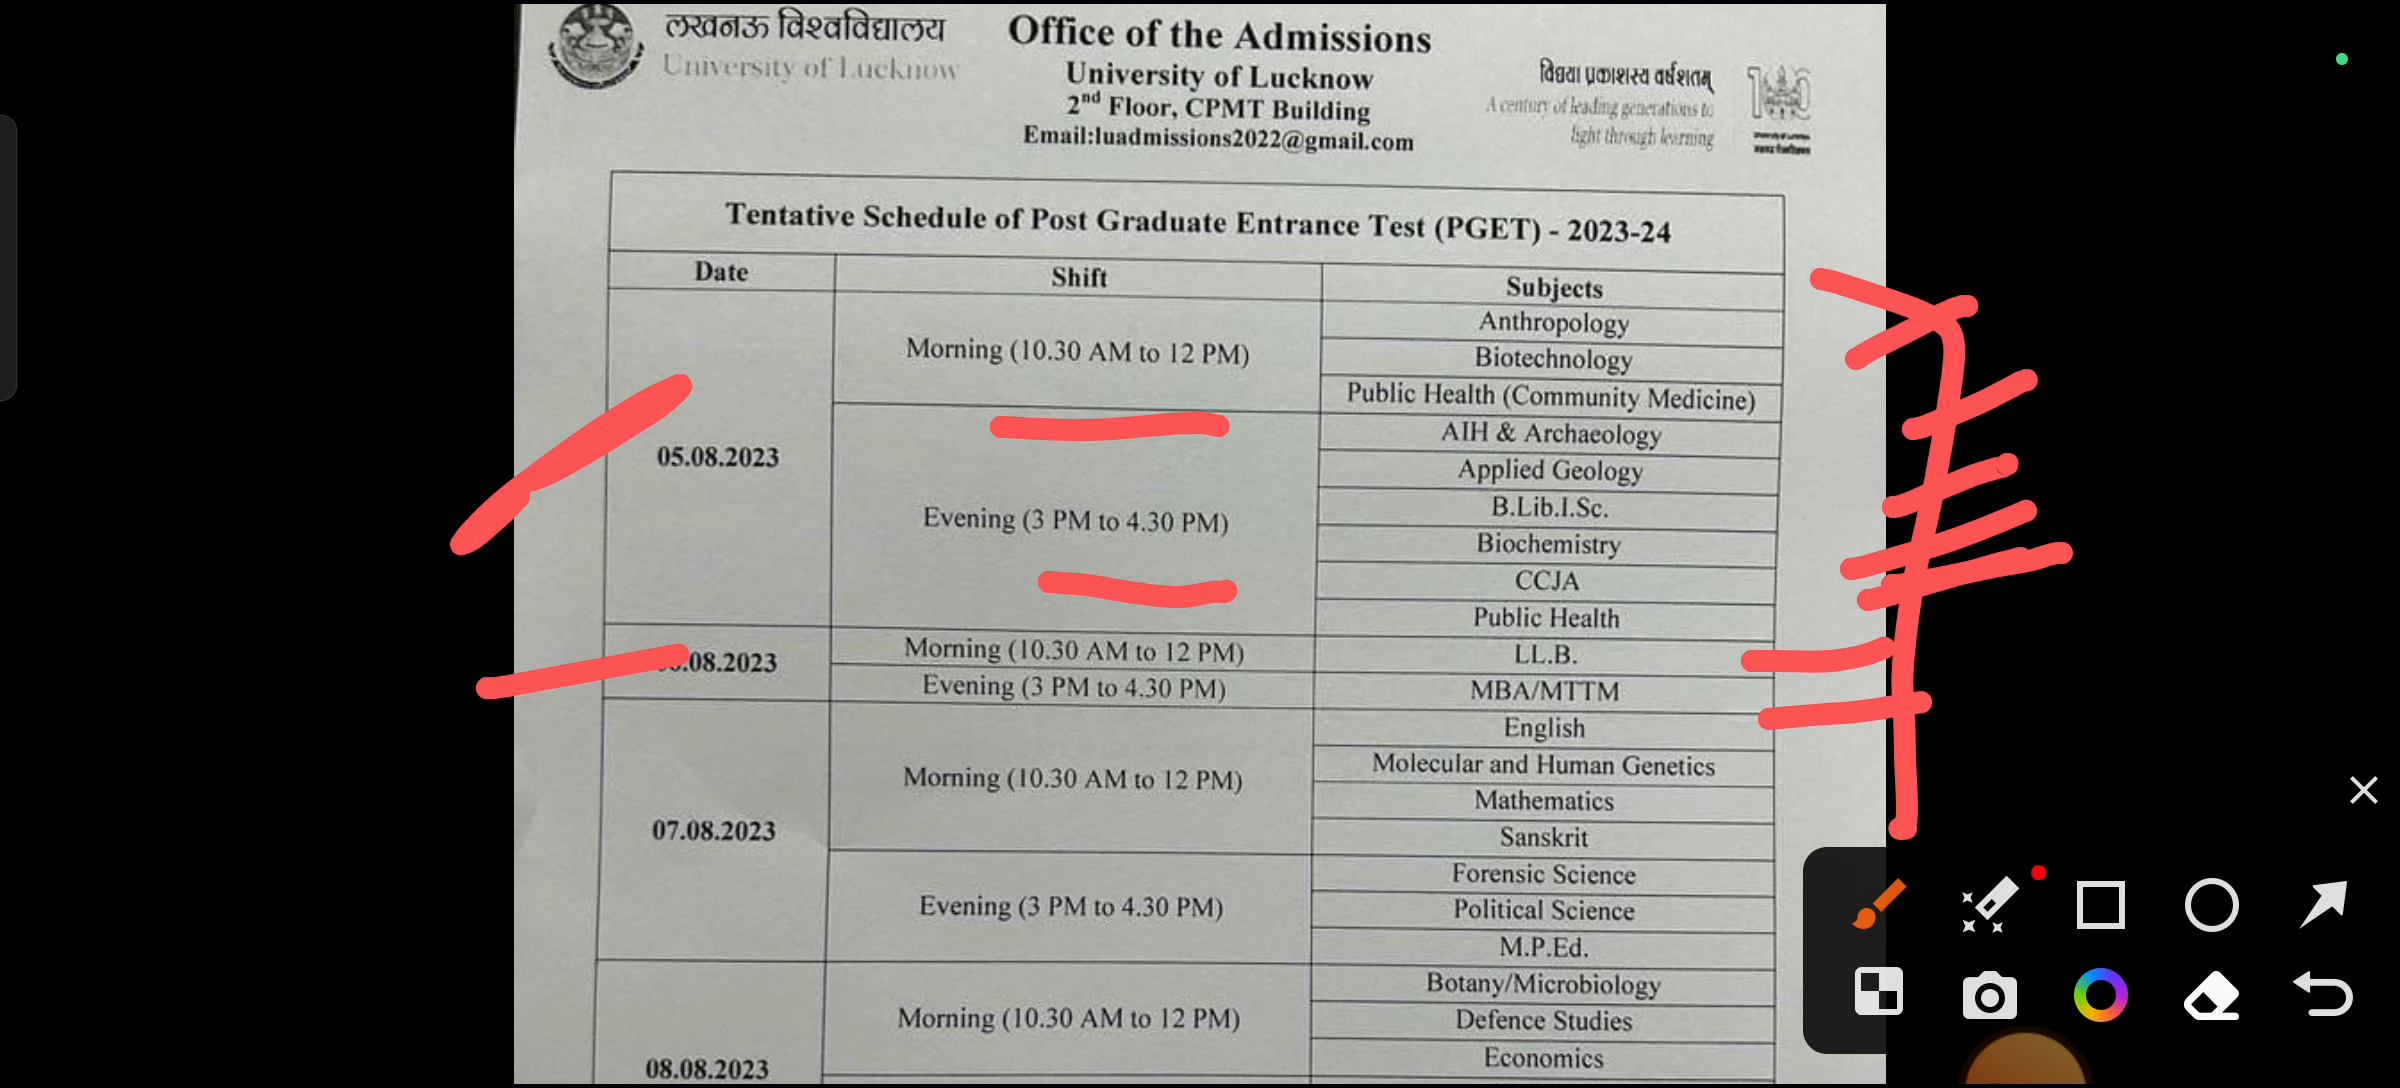 लखनऊ विश्वविद्यालय
University of Lucknow
Office of the Admissions
University of Lucknow
2nd Floor, CPMT Building
Email:luadmissions2022@gmail.com
विद्यया प्रकाशस्य वर्षशतम्
A century of leading generations to
light through learning
Tentative Schedule of Post Graduate Entrance Test (PGET) - 2023-24
Date Shift Subjects
05.08.2023
Morning (10.30 AM to 12 PM)
Anthropology
Biotechnology
Public Health (Community Medicine)
Evening (3 PM to 4.30 PM)
AIH & Archaeology
Applied Geology
B.Lib.I.Sc.
Biochemistry
CCJA
Public Health
.08.2023
Morning (10.30 AM to 12 PM) LL.B.
Evening (3 PM to 4.30 PM) MBA/MTTM
07.08.2023
Morning (10.30 AM to 12 PM)
English
Molecular and Human Genetics
Mathematics
Sanskrit
Evening (3 PM to 4.30 PM)
Forensic Science
Political Science
M.P.Ed.
08.08.2023
Morning (10.30 AM to 12 PM)
Botany/Microbiology
Defence Studies
Economics